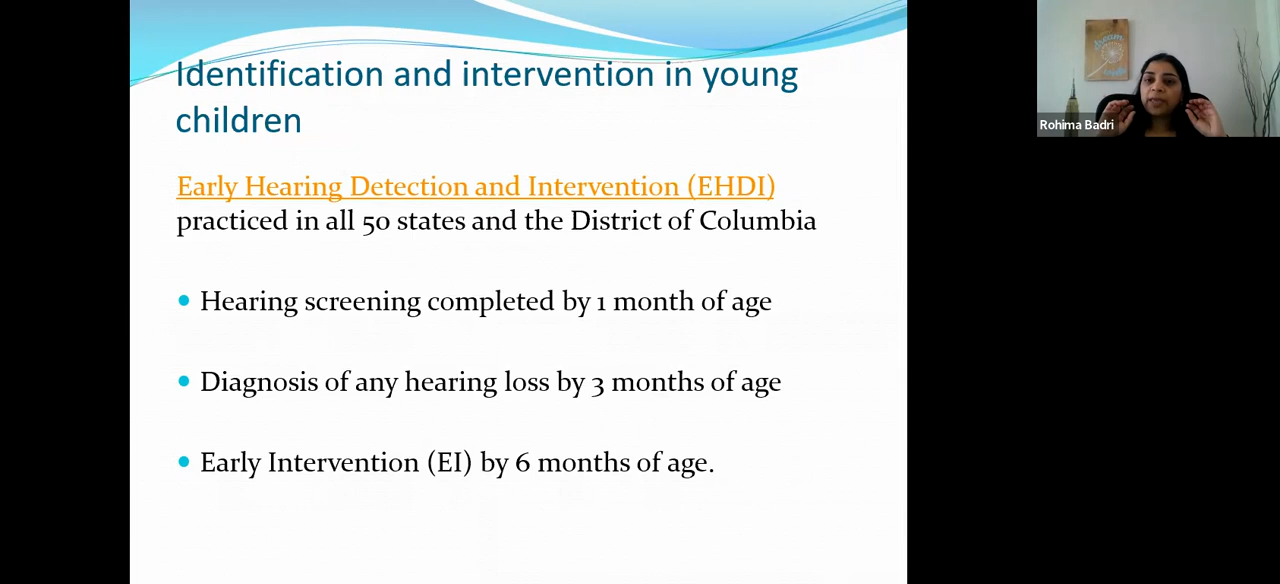 Identification and intervention in young
children
Early Hearing Detection and Intervention (EHDI)
practiced in all 50 states and the District of Columbia
• Hearing screening completed by 1 month of age
• Diagnosis of any hearing loss by 3 months of age
• Early Intervention (EI) by 6 months of age.
dream
Rohima Badri